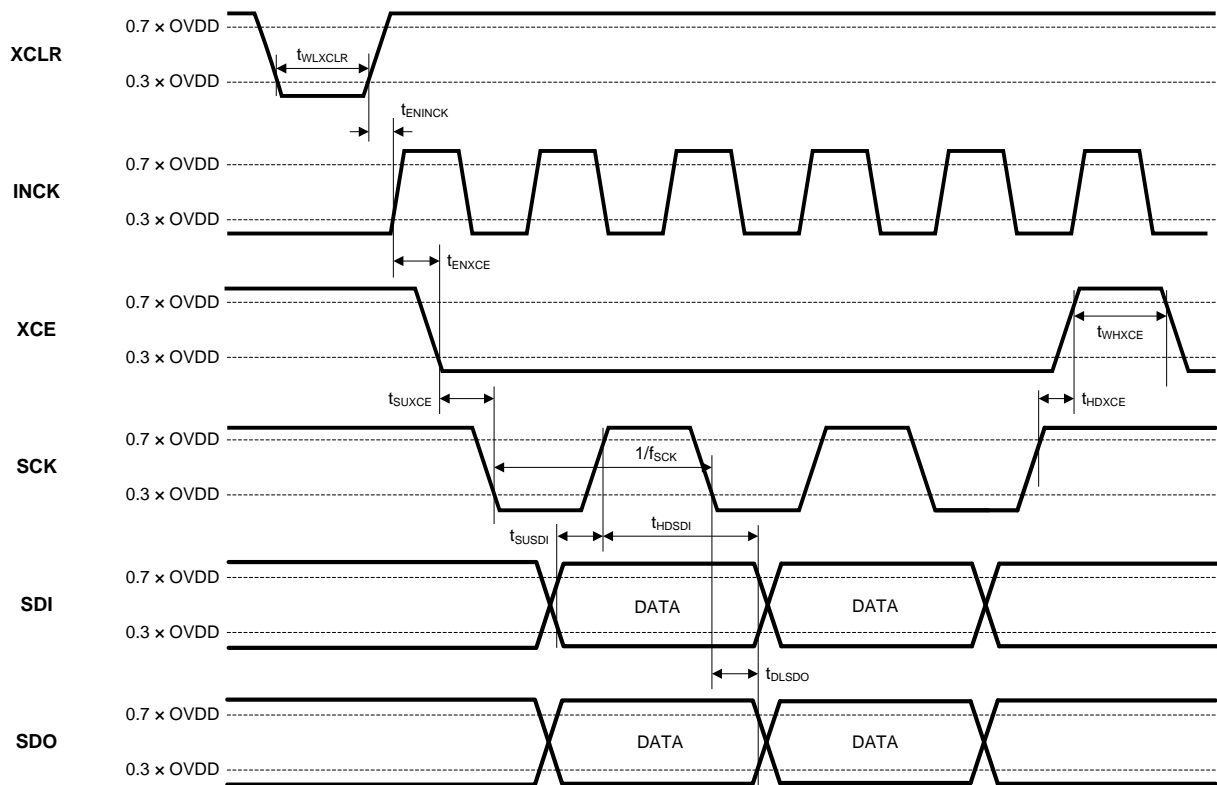 0.7 × OVDD
XCLR
tWLXCLR
0.3 × OVDD
tENINCK
0.7 × OVDD
INCK
0.3 × OVDD
tENXCE
0.7 × OVDD
XCE
tWHXCE
0.3 × OVDD
tSUXCE
tHDXCE
0.7 × OVDD
SCK
1/fSCK
0.3 × OVDD
tSUSDI
tHDSDI
0.7 × OVDD
SDI
DATA
DATA
0.3 × OVDD
tDLSDO
0.7 × OVDD
SDO
DATA
DATA
0.3 × OVDD